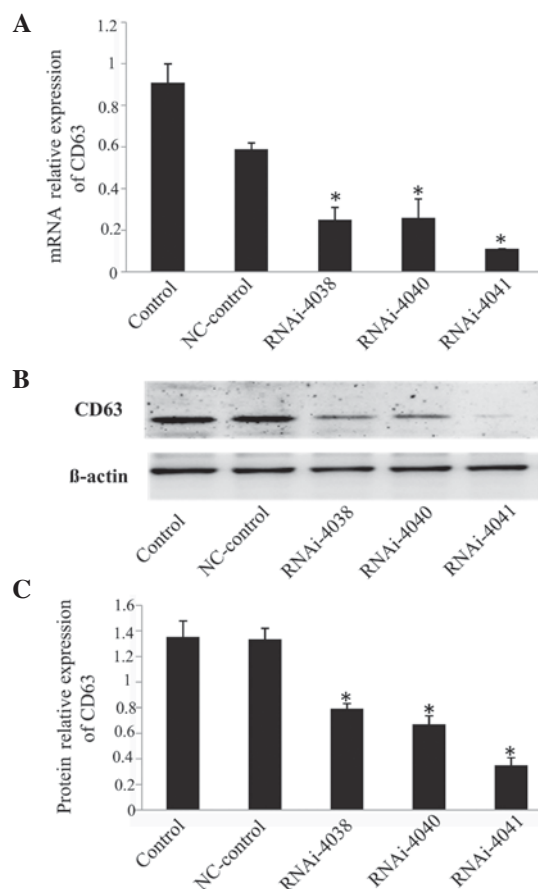 A
mRNA relative expression
of CD63
1.2
1
0.8
0.6
0.4
0.2
0
*
*
*
Control
NC-control
RNAi-4038
RNAi-4040
RNAi-4041
B
CD63
ß-actin
Control
NC-control
RNAi-4038
RNAi-4040
RNAi-4041
C
Protein relative expression
of CD63
1.6
1.4
1.2
1
0.8
0.6
0.4
0.2
0
*
*
*
Control
NC-control
RNAi-4038
RNAi-4040
RNAi-4041